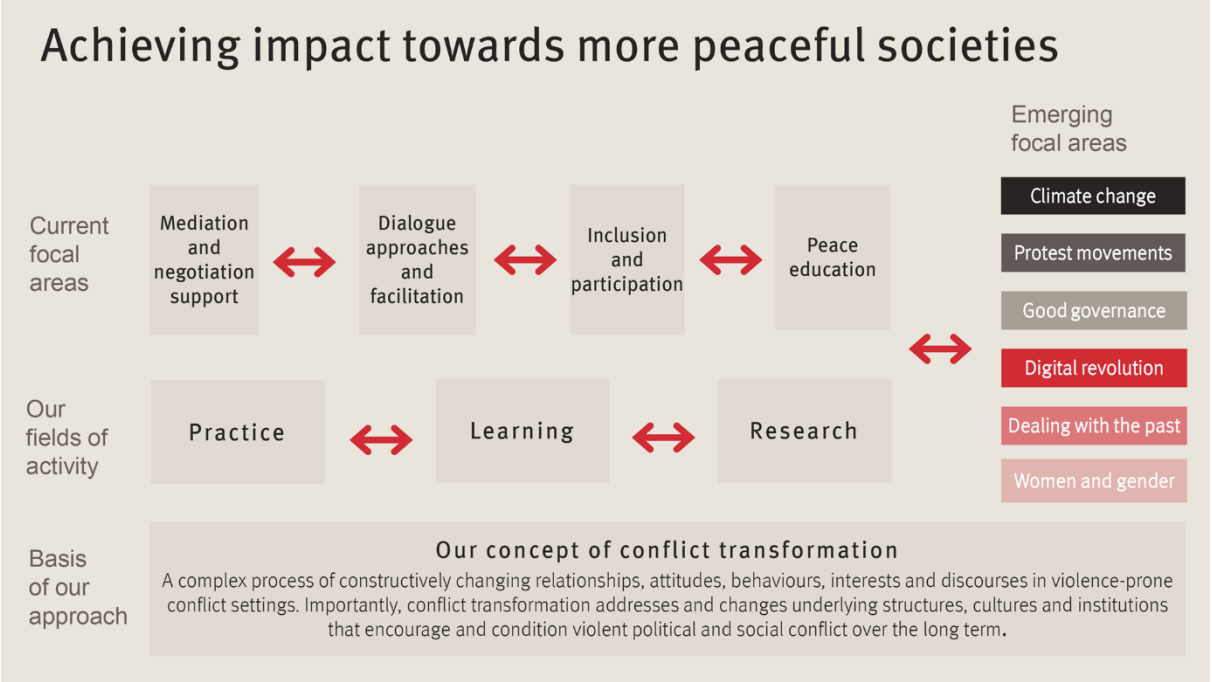 Achieving impact towards more peaceful societies
Emerging
focal areas
Current
focal
areas
Mediation
and
negotiation
support
Dialogue
approaches
and
facilitation
Inclusion
and
participation
Peace
education
Climate change
Protest movements
Good governance
Digital revolution
Dealing with the past
Women and gender
Our
fields of
activity
Practice
Learning
Research
Basis
of our
approach
Our concept of conflict transformation
A complex process of constructively changing relationships, attitudes, behaviours, interests and discourses in violence-prone
conflict settings. Importantly, conflict transformation addresses and changes underlying structures, cultures and institutions
that encourage and condition violent political and social conflict over the long term.